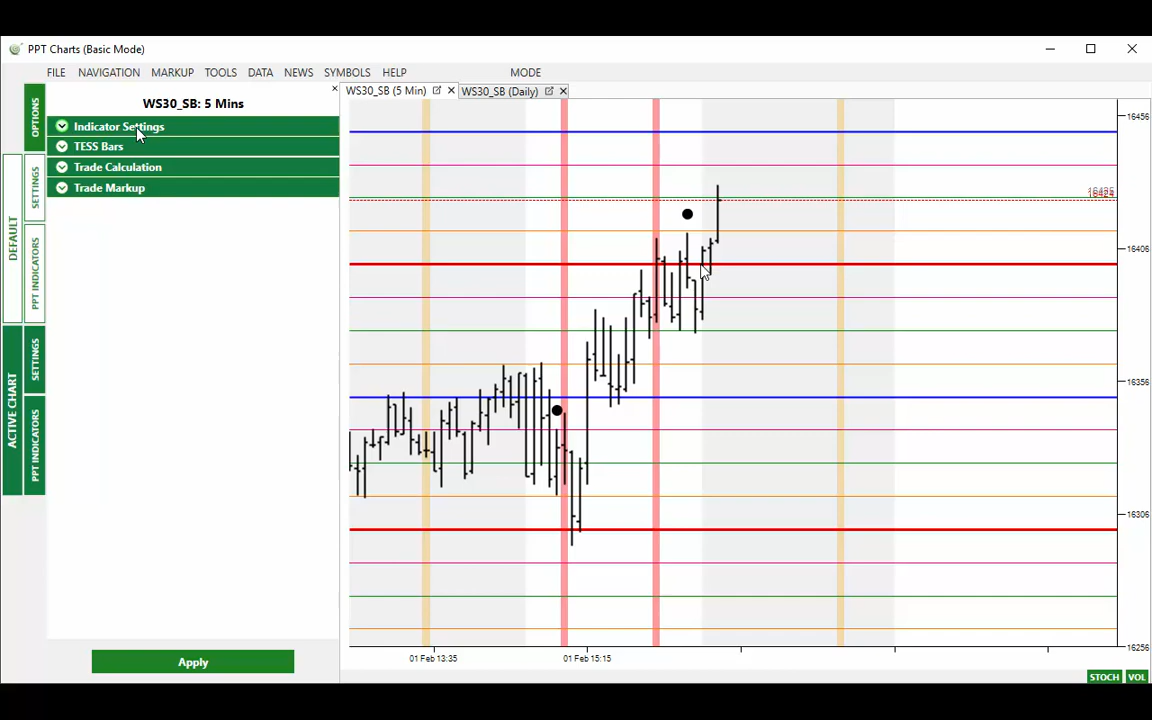 PPT Charts (Basic Mode)
FILE NAVIGATION MARKUP TOOLS DATA NEWS SYMBOLS HELP MODE
WS30_SB (5 Min) WS30_SB (Daily)
WS30_SB: 5 Mins
Indicator Settings
TESS Bars
Trade Calculation
Trade Markup
OPTIONS
SETTINGS
PPT INDICATORS
DEFAULT
SETTINGS
PPT INDICATORS
ACTIVE CHART
Apply
16456
16424
16406
16356
16306
16256
01 Feb 13:35
01 Feb 15:15
STOCH VOL